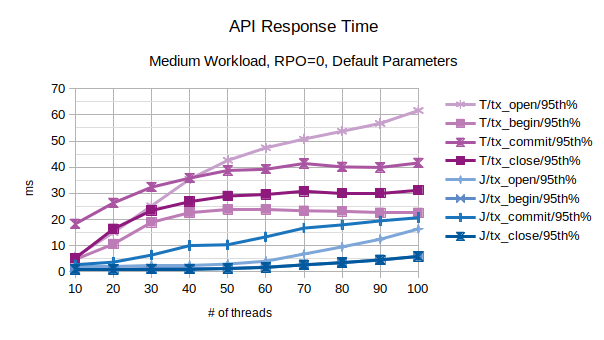 API Response Time
Medium Workload, RPO=0, Default Parameters
70
60
50
40
30
20
10
0
ms
10 20 30 40 50 60 70 80 90 100
# of threads
T/tx_open/95th%
T/tx_begin/95th%
T/tx_commit/95th%
T/tx_close/95th%
J/tx_open/95th%
J/tx_begin/95th%
J/tx_commit/95th%
J/tx_close/95th%